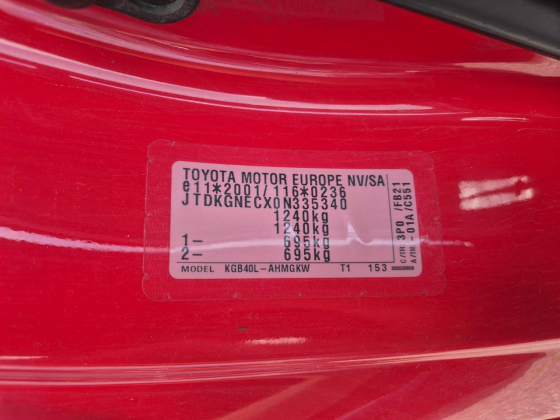 TOYOTA MOTOR EUROPE NV/SA
e11*2001/116*0236
JTDKGNECX0N335340
1240kg
1240kg
1- 695kg
2- 695kg
MODEL KGB40L-AHMGKW T1 153
C/TR 3P0 /FB21
A/TM -01A/C551